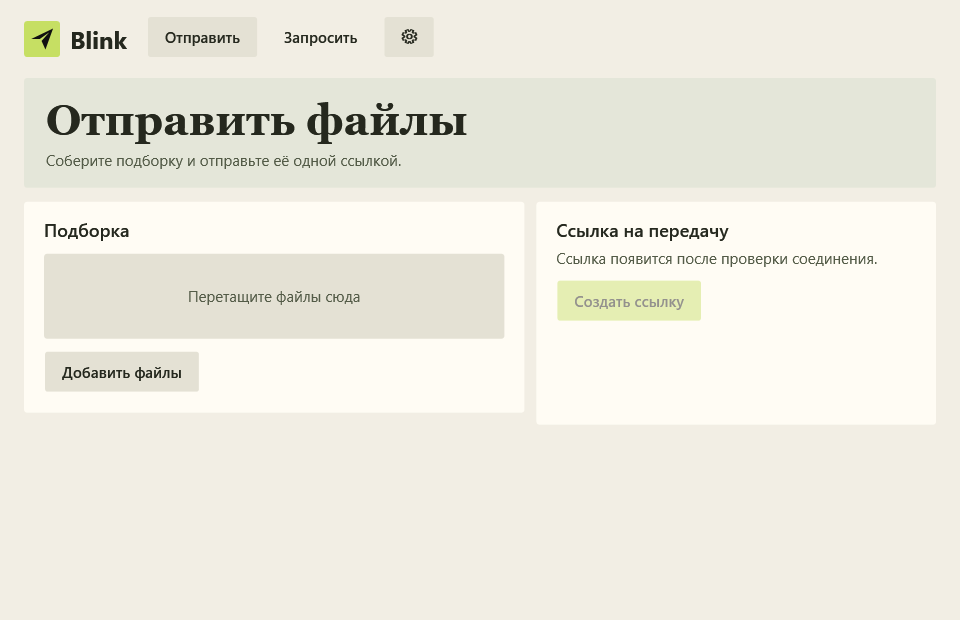 Blink
Отправить
Запросить
Отправить файлы
Соберите подборку и отправьте её одной ссылкой.
Подборка
Перетащите файлы сюда
Добавить файлы
Ссылка на передачу
Ссылка появится после проверки соединения.
Создать ссылку